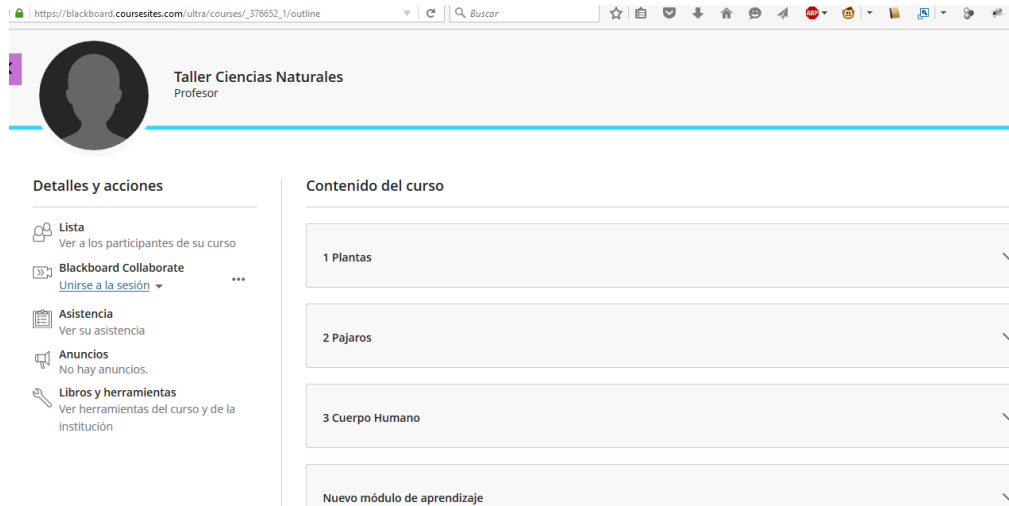 https://blackboard.coursesites.com/ultra/courses/_376652_1/outline
Buscar
ABP
Taller Ciencias Naturales
Profesor
Detalles y acciones
Lista
Ver a los participantes de su curso
Blackboard Collaborate
Unirse a la sesión
Asistencia
Ver su asistencia
Anuncios
No hay anuncios.
Libros y herramientas
Ver herramientas del curso y de la
institución
Contenido del curso
1 Plantas
2 Pajaros
3 Cuerpo Humano
Nuevo módulo de aprendizaje